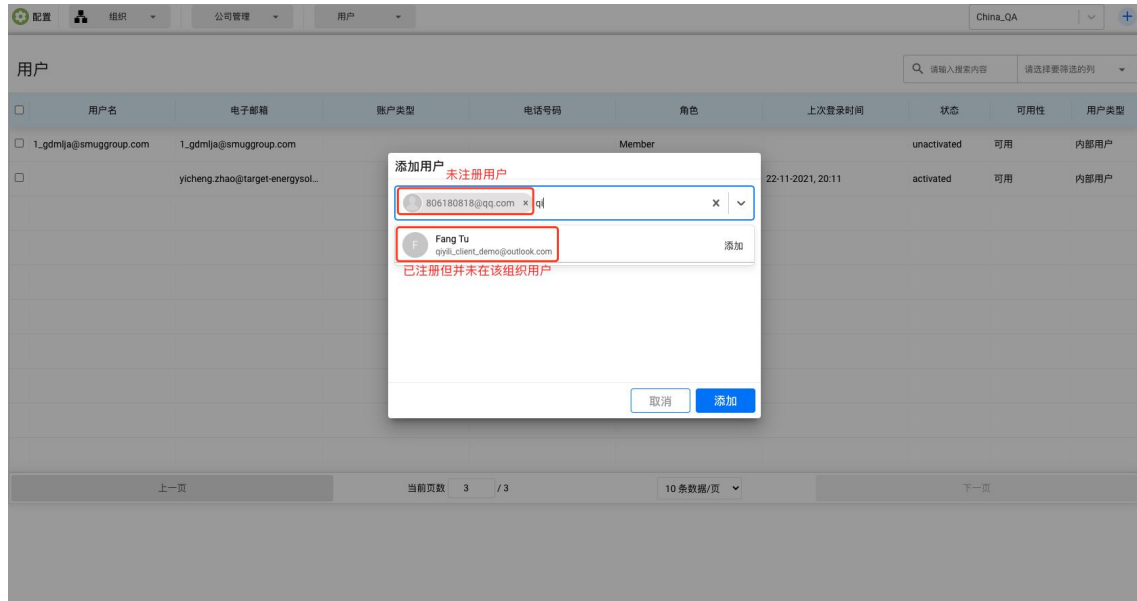 配置 组织 公司管理 用户 China_QA
用户 请输入搜索内容 请选择要筛选的列
用户名 电子邮箱 账户类型 电话号码 角色 上次登录时间 状态 可用性 用户类型
1_gdmlja@smuggroup.com 1_gdmlja@smuggroup.com Member unactivated 可用 内部用户
yicheng.zhao@target-energysol... 22-11-2021, 20:11 activated 可用 内部用户
添加用户 未注册用户
806180818@qq.com × qi
F Fang Tu
qiyili_client_demo@outlook.com 添加
已注册但并未在该组织用户
取消 添加
上一页 当前页数 3 / 3 10 条数据/页 下一页